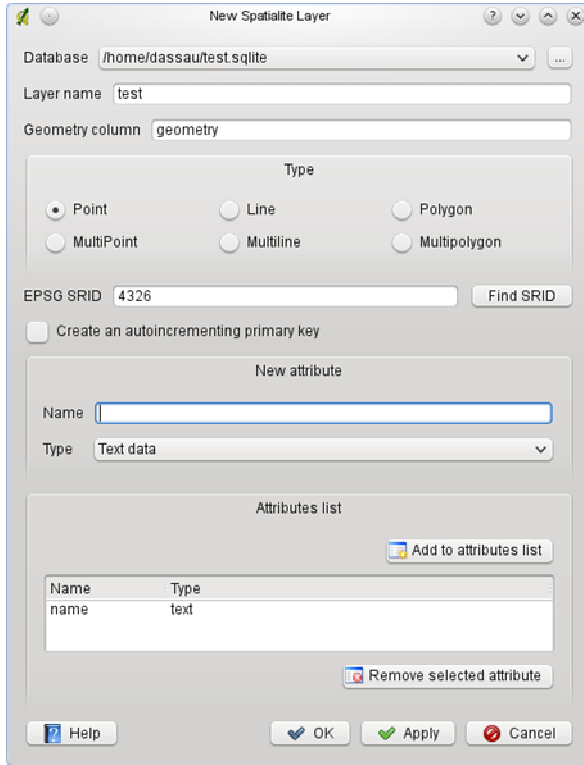 New Spatialite Layer
Database /home/dassau/test.sqlite ...
Layer name test
Geometry column geometry
Type
Point Line Polygon
MultiPoint Multiline Multipolygon
EPSG SRID 4326 Find SRID
Create an autoincrementing primary key
New attribute
Name
Type Text data
Attributes list
Add to attributes list
Name Type
name text
Remove selected attribute
Help OK Apply Cancel